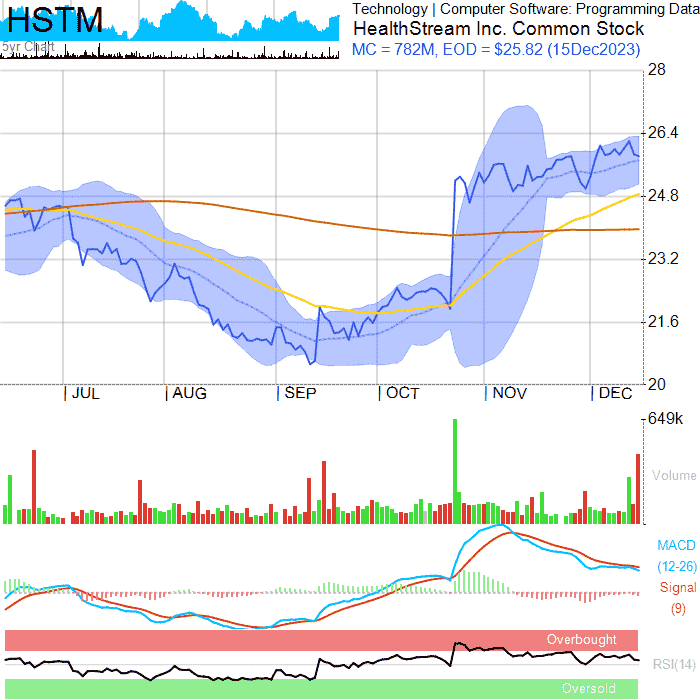 HSTM
5yr Chart
Technology | Computer Software: Programming Data
HealthStream Inc. Common Stock
MC = 782M, EOD = $25.82 (15Dec2023)
28
26.4
24.8
23.2
21.6
20
| JUL | AUG | SEP | OCT | NOV | DEC
649k
Volume
MACD
(12-26)
Signal
(9)
Overbought
RSI(14)
Oversold